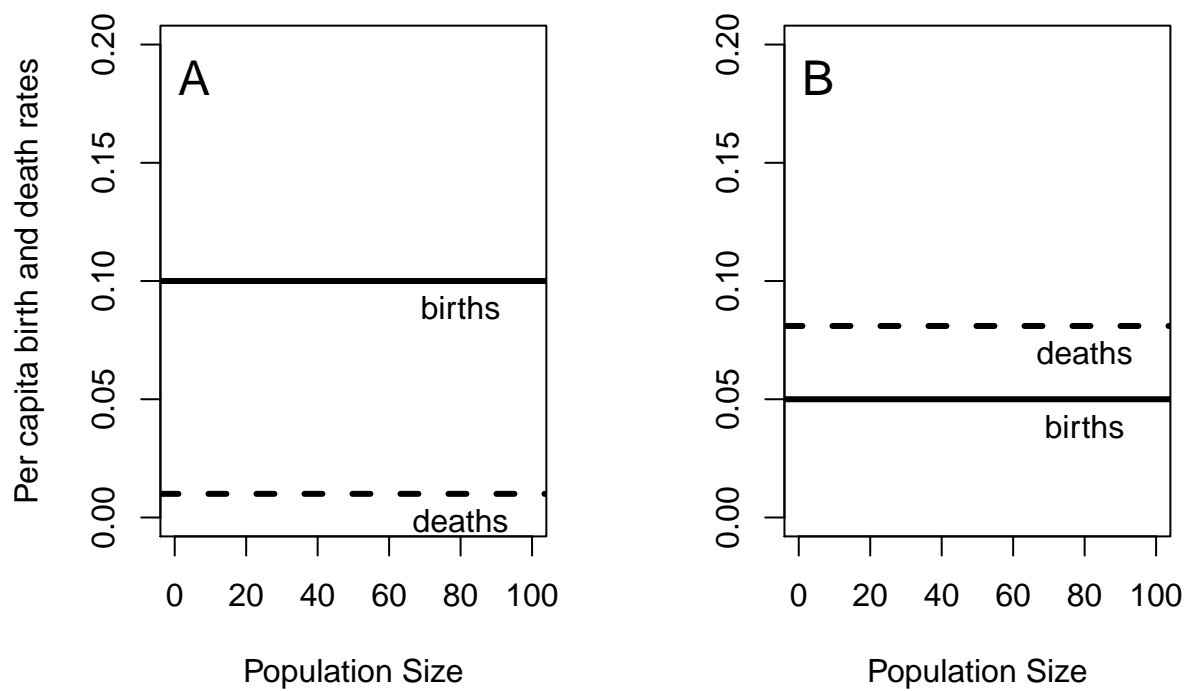 Per capita birth and death rates
0.00 0.05 0.10 0.15 0.20
A
births
deaths
0 20 40 60 80 100
Population Size
0.00 0.05 0.10 0.15 0.20
B
deaths
births
0 20 40 60 80 100
Population Size